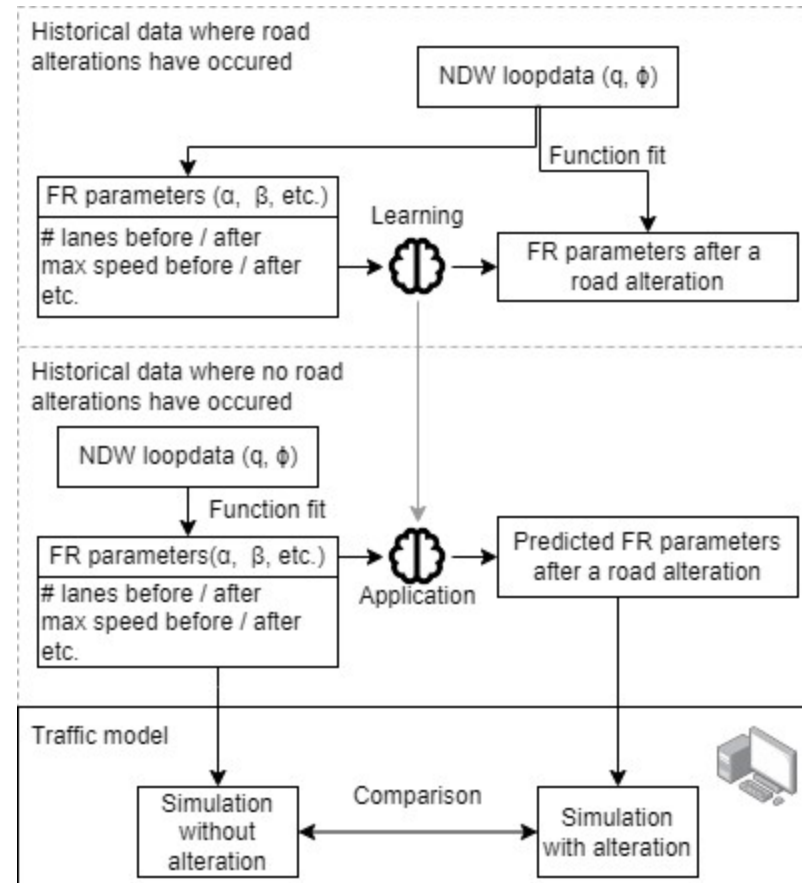 Historical data where road
alterations have occured
NDW loopdata (q, ϕ)
Function fit
FR parameters (α, β, etc.)
# lanes before / after
max speed before / after
etc.
Learning
FR parameters after a
road alteration
Historical data where no road
alterations have occured
NDW loopdata (q, ϕ)
Function fit
FR parameters(α, β, etc.)
# lanes before / after
max speed before / after
etc.
Application
Predicted FR parameters
after a road alteration
Traffic model
Simulation
without
alteration
Comparison
Simulation
with alteration